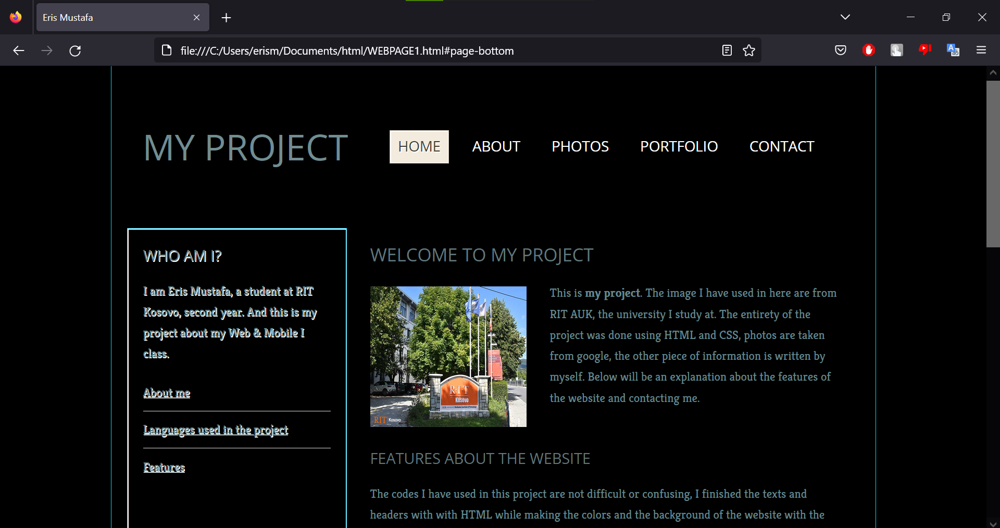 Eris Mustafa
file:///C:/Users/erism/Documents/html/WEBPAGE1.html#page-bottom
MY PROJECT
HOME
ABOUT
PHOTOS
PORTFOLIO
CONTACT
WHO AM I?
I am Eris Mustafa, a student at RIT
Kosovo, second year. And this is my
project about my Web & Mobile I
class.
About me
Languages used in the project
Features
WELCOME TO MY PROJECT
R·I·T
Kosovo
RIT Kosovo
This is my project. The image I have used in here are from
RIT AUK, the university I study at. The entirety of the
project was done using HTML and CSS, photos are taken
from google, the other piece of information is written by
myself. Below will be an explanation about the features of
the website and contacting me.
FEATURES ABOUT THE WEBSITE
The codes I have used in this project are not difficult or confusing, I finished the texts and
headers with with HTML while making the colors and the background of the website with the